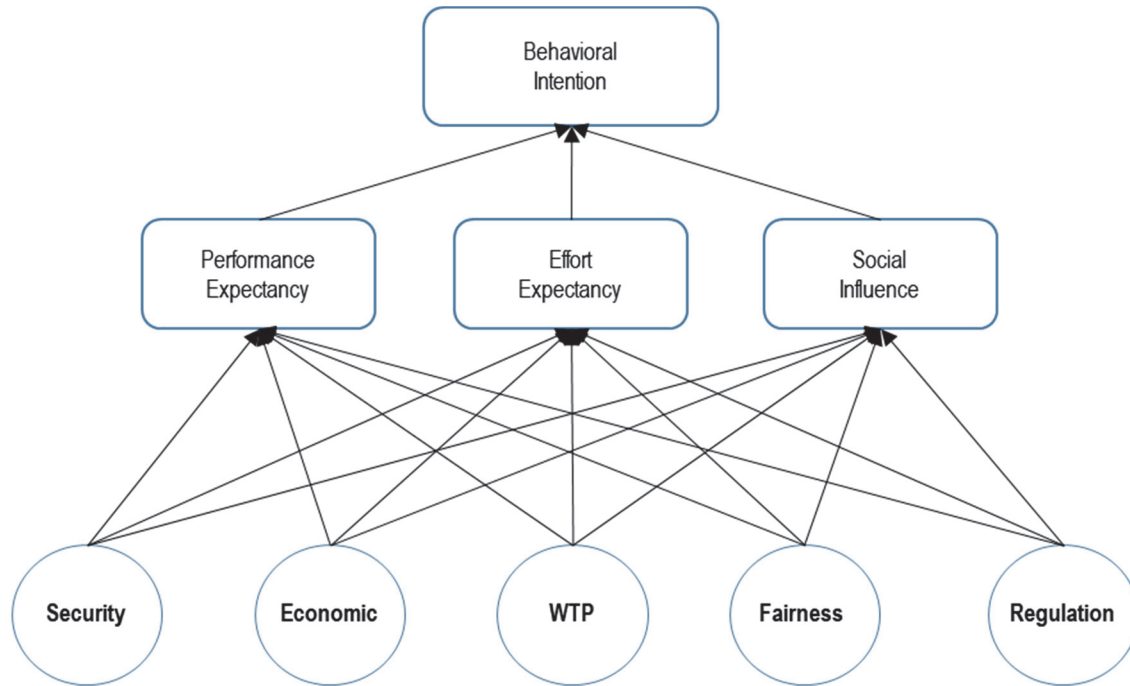 Behavioral
Intention
Performance
Expectancy
Effort
Expectancy
Social
Influence
Security
Economic
WTP
Fairness
Regulation